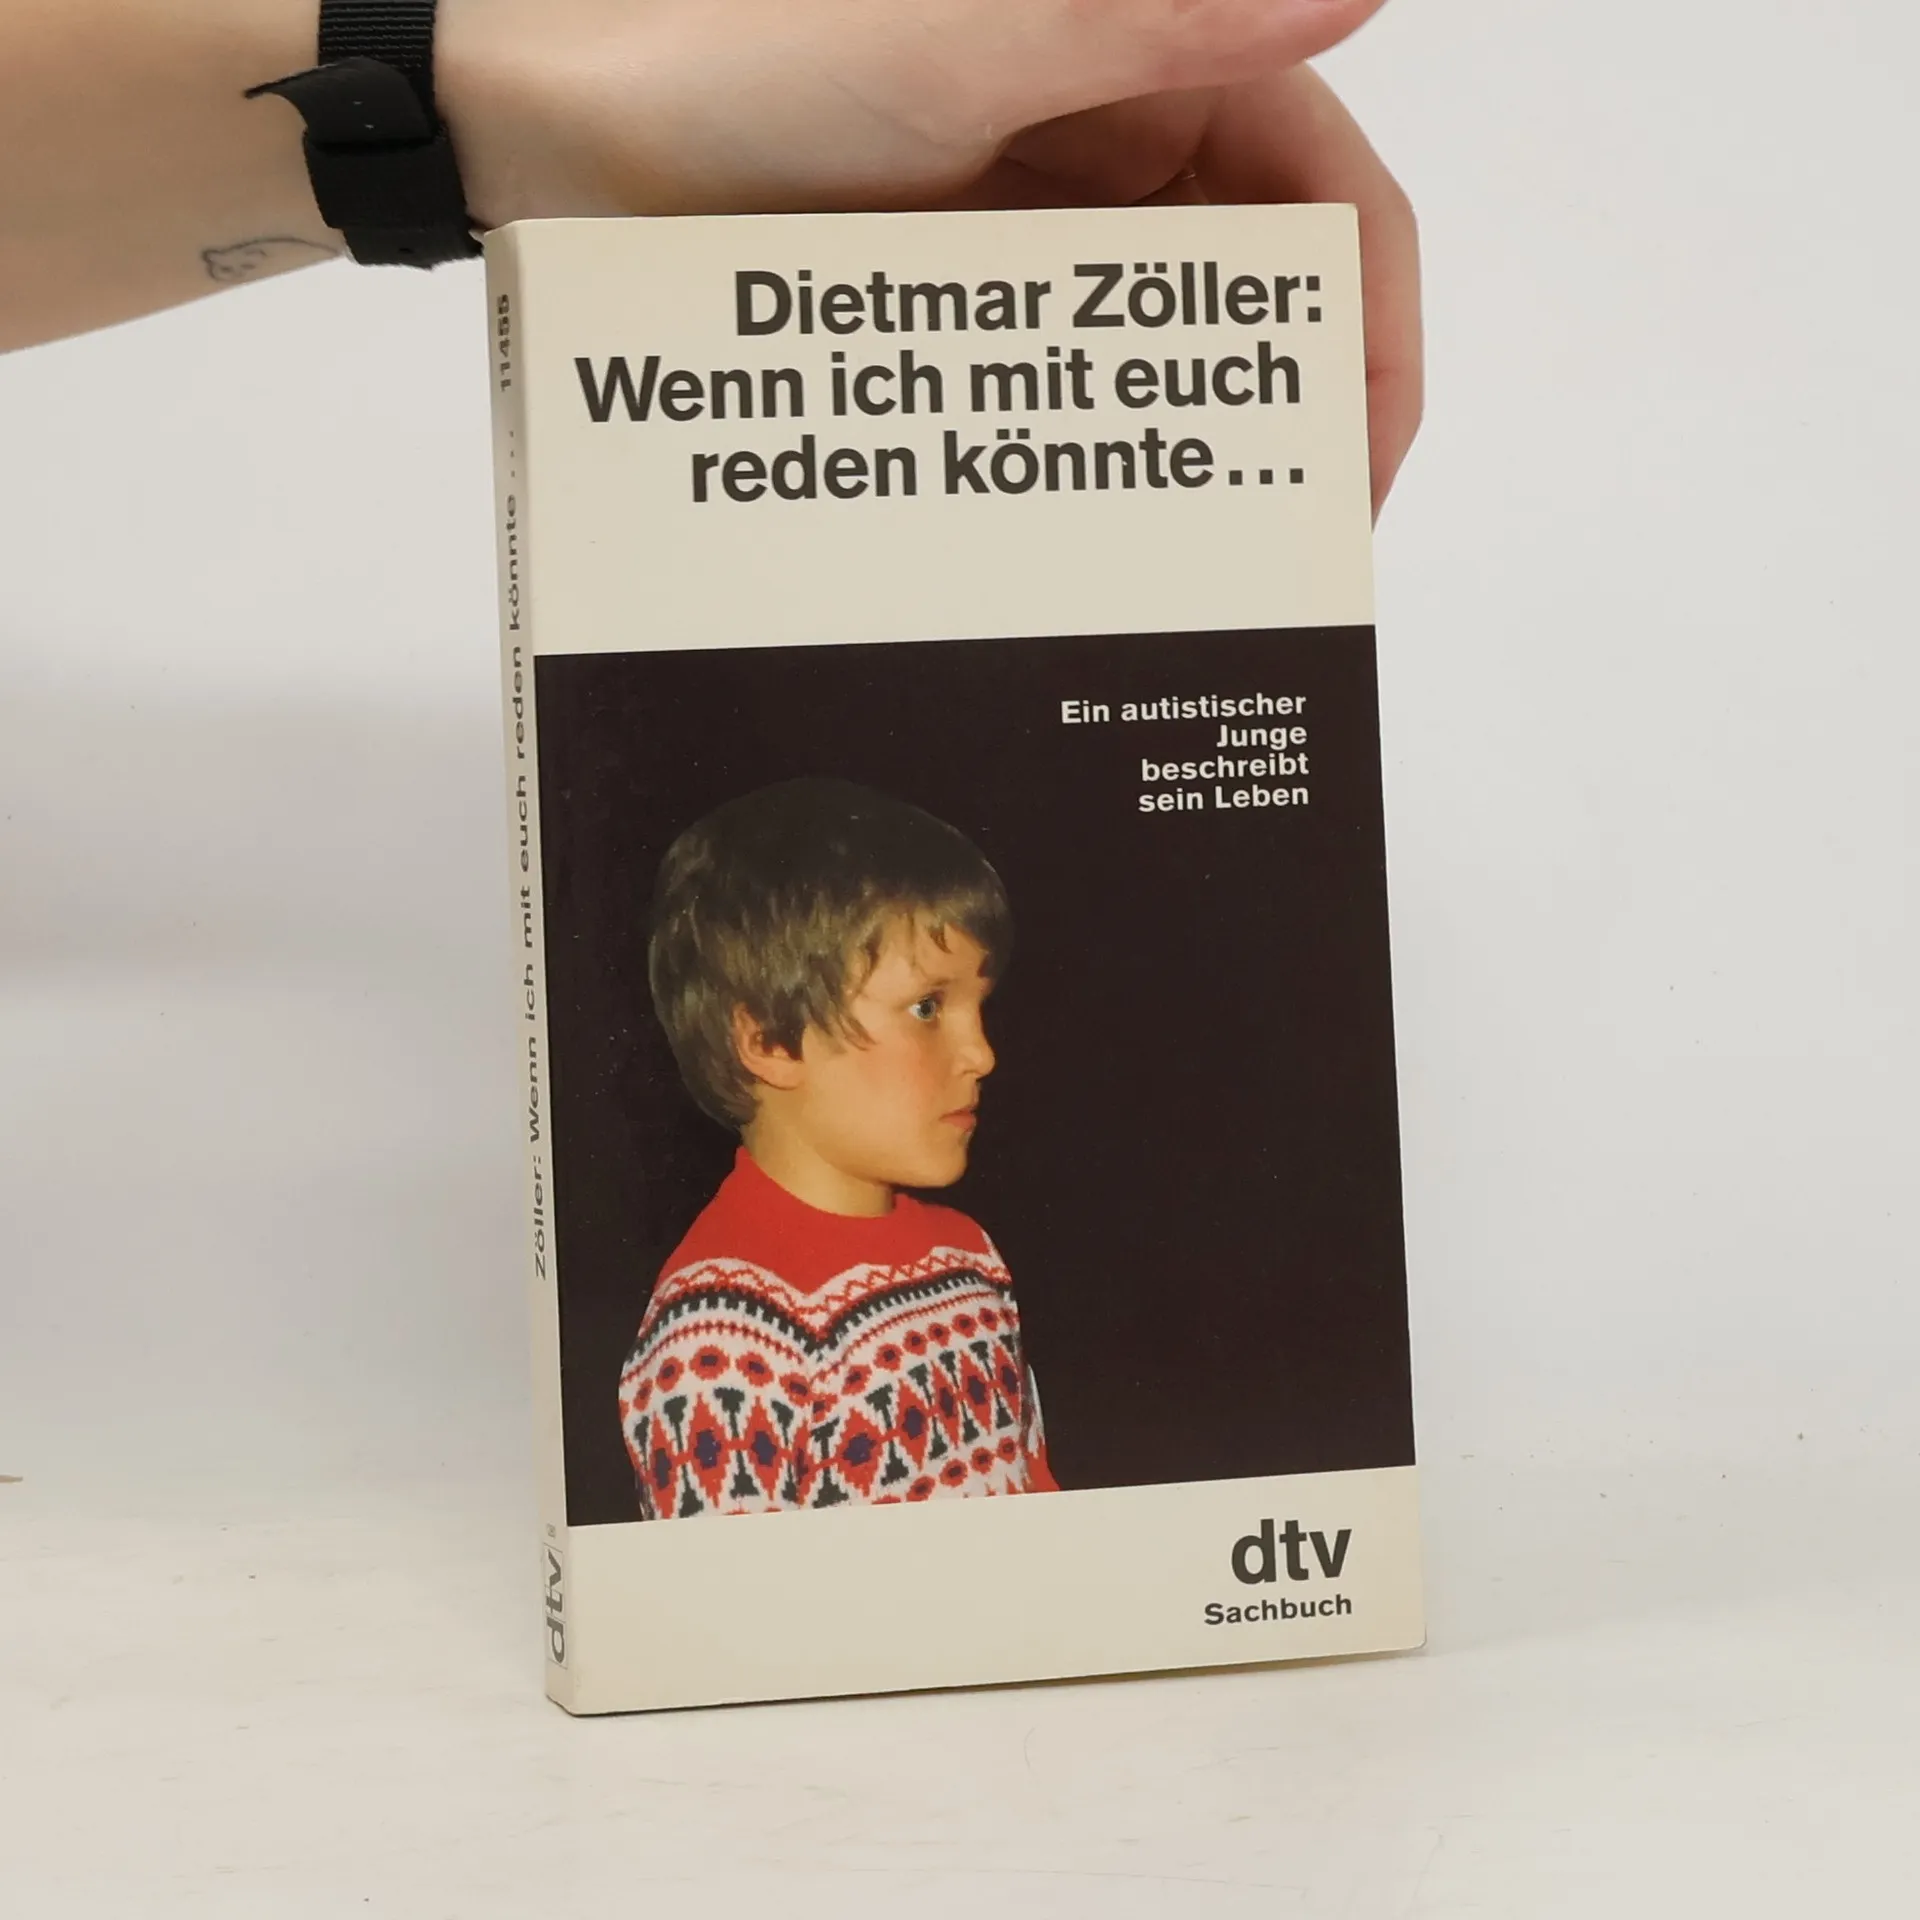 Dietmar Zöller:
Wenn ich mit euch
reden könnte...
Ein autistischer
Junge
beschreibt
sein Leben
dtv
Sachbuch
Zöller: Wenn ich mit euch reden könnte... 11455
dtv